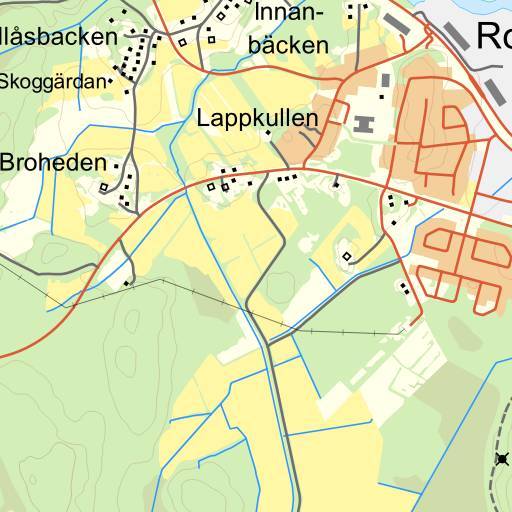 Innan-
bäcken
llåsbacken
Ro
Skoggärdan
Lappkullen
Broheden